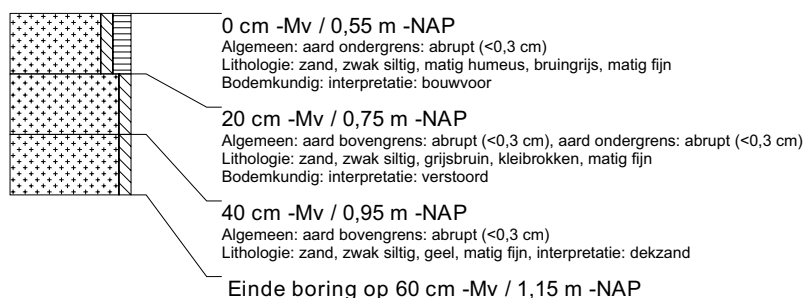 0 cm -Mv / 0,55 m -NAP
Algemeen: aard ondergrens: abrupt (<0,3 cm)
Lithologie: zand, zwak siltig, matig humeus, bruingrijs, matig fijn
Bodemkundig: interpretatie: bouwvoor
20 cm -Mv / 0,75 m -NAP
Algemeen: aard bovengrens: abrupt (<0,3 cm), aard ondergrens: abrupt (<0,3 cm)
Lithologie: zand, zwak siltig, grijsbruin, kleibrokken, matig fijn
Bodemkundig: interpretatie: verstoord
40 cm -Mv / 0,95 m -NAP
Algemeen: aard bovengrens: abrupt (<0,3 cm)
Lithologie: zand, zwak siltig, geel, matig fijn, interpretatie: dekzand
Einde boring op 60 cm -Mv / 1,15 m -NAP